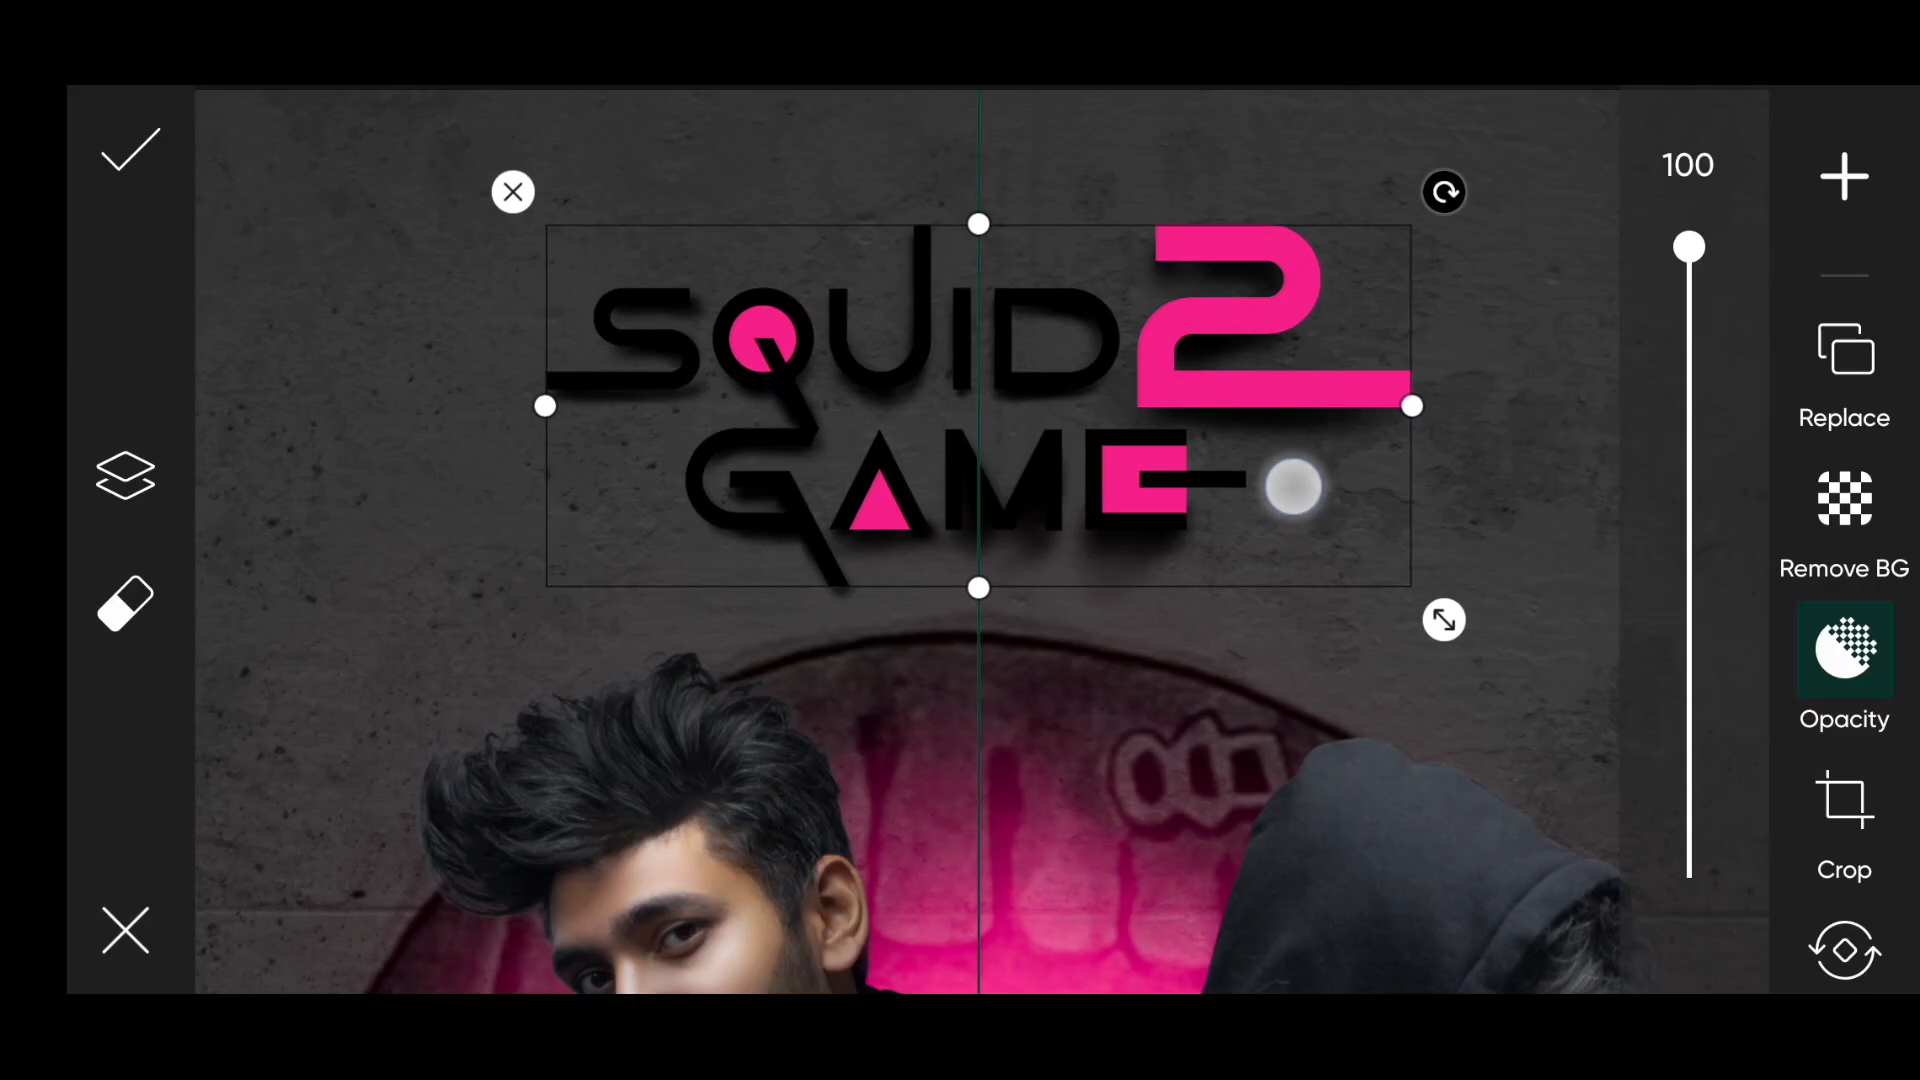 100
SQUID 2
GAME
Replace
Remove BG
Opacity
Crop